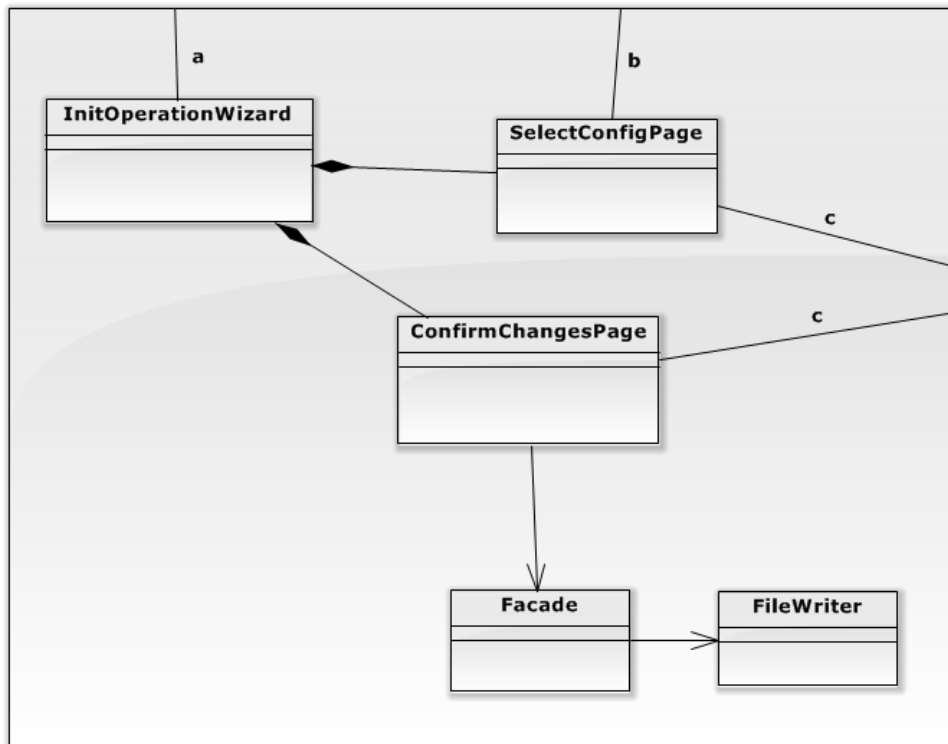 a
b
InitOperationWizard
SelectConfigPage
c
c
ConfirmChangesPage
Facade
FileWriter